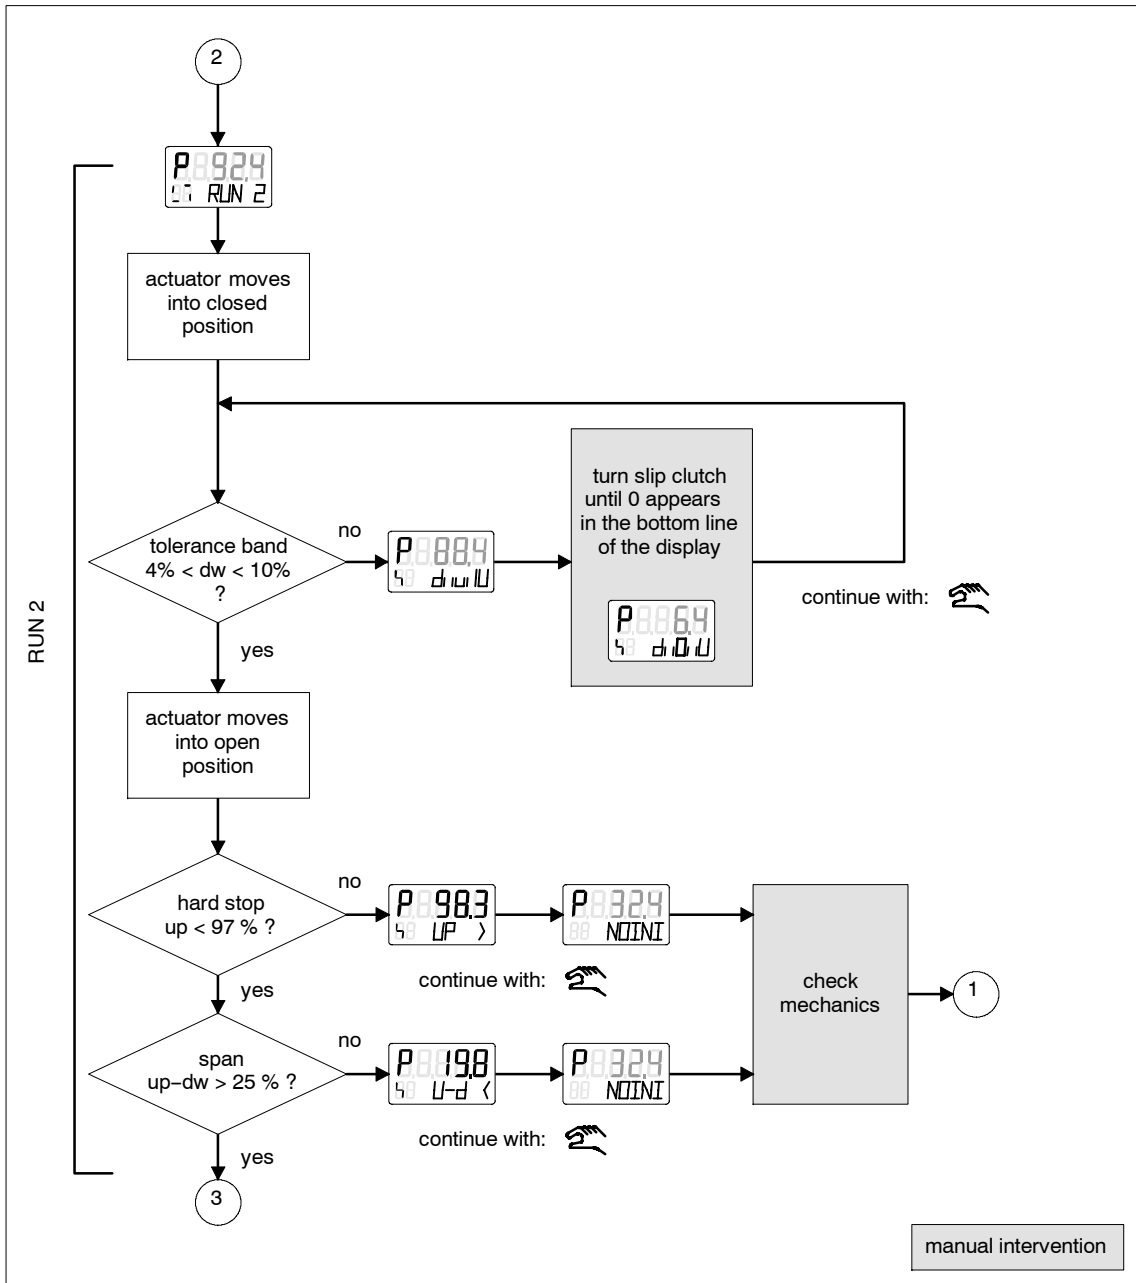 2
P 92.4
RUN 2
actuator moves
into closed
position
tolerance band
4% < dw < 10%
?
no
P 88.4
turn slip clutch
until 0 appears
in the bottom line
of the display
P 6.4
continue with:
RUN 2
yes
actuator moves
into open
position
hard stop
up < 97 % ?
no
P 98.3
UP >
P 32.4
NOINI
continue with:
check
mechanics
1
yes
span
up-dw > 25 % ?
no
P 19.8
U-d <
P 32.4
NOINI
continue with:
yes
3
manual intervention